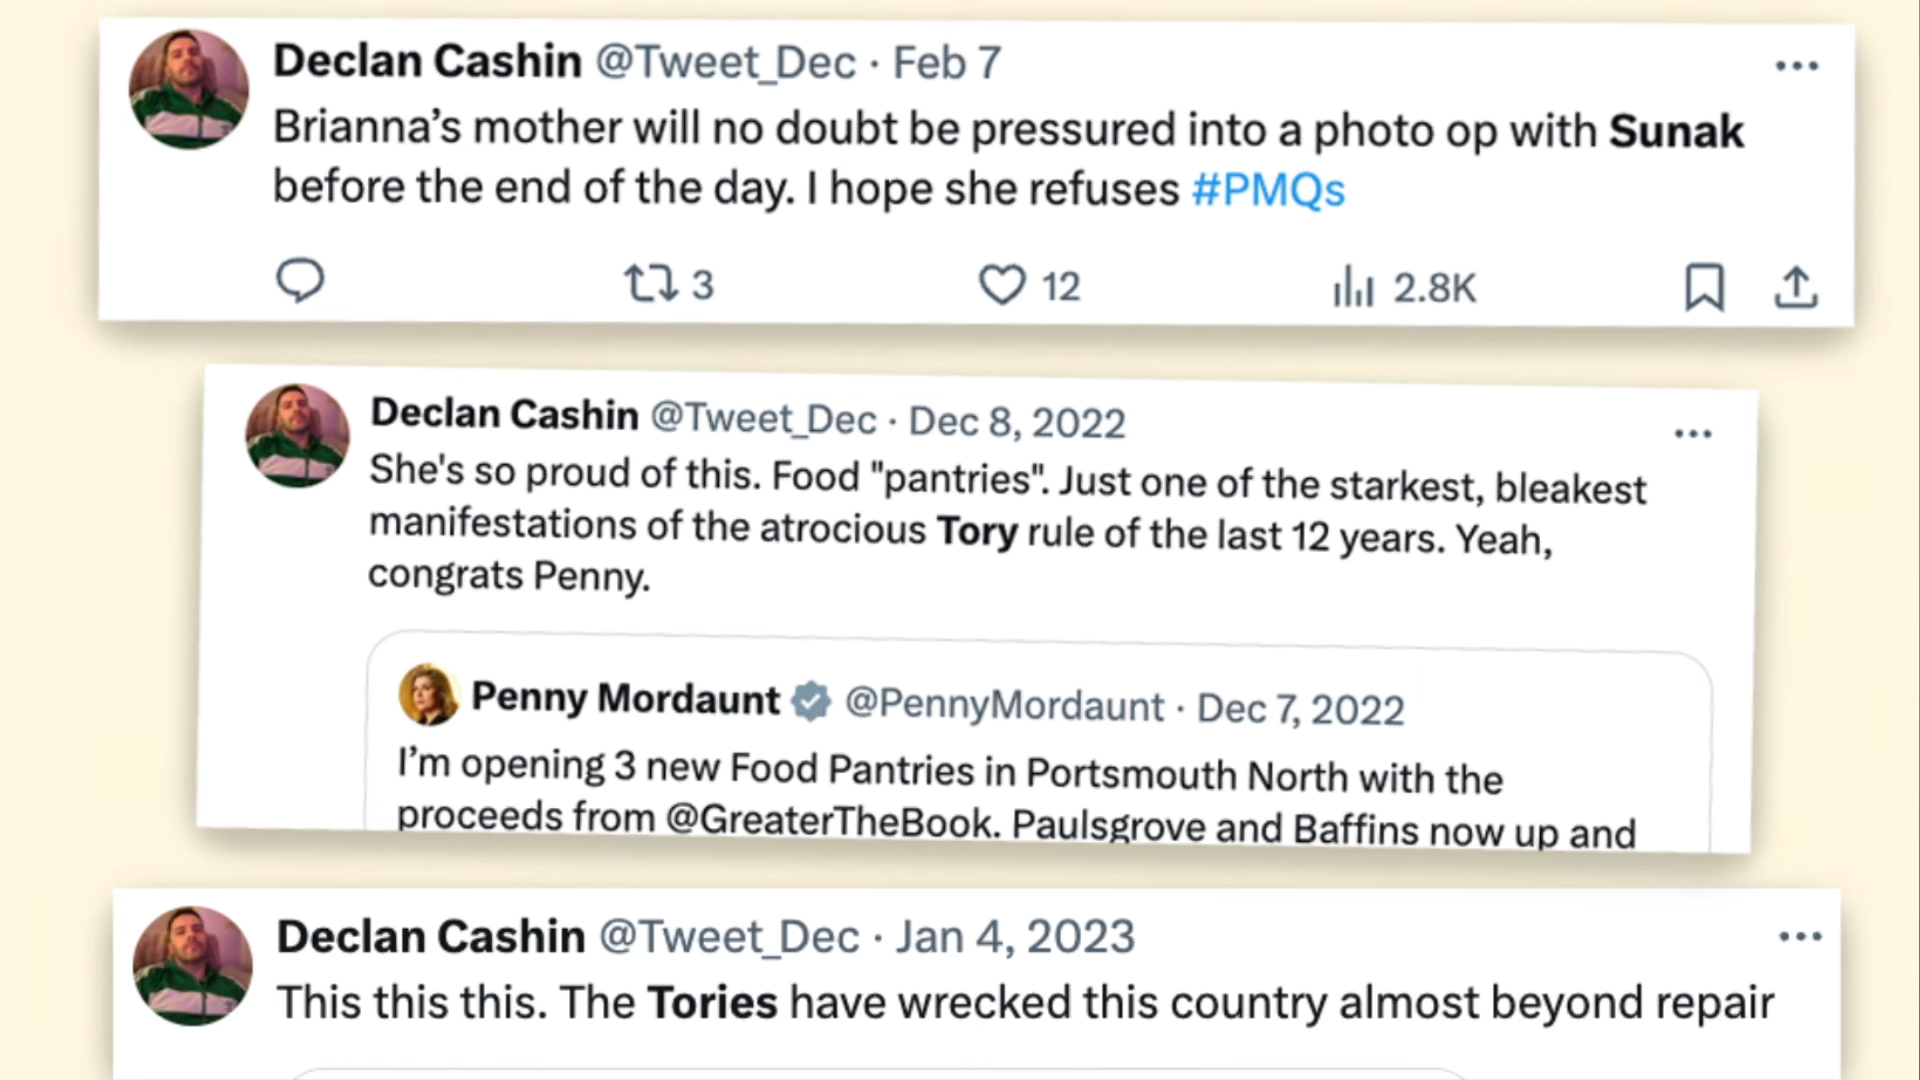 Declan Cashin @Tweet_Dec · Feb 7
Brianna’s mother will no doubt be pressured into a photo op with Sunak
before the end of the day. I hope she refuses #PMQs
3 12 2.8K
Declan Cashin @Tweet_Dec · Dec 8, 2022
She's so proud of this. Food "pantries". Just one of the starkest, bleakest
manifestations of the atrocious Tory rule of the last 12 years. Yeah,
congrats Penny.
Penny Mordaunt @PennyMordaunt · Dec 7, 2022
I’m opening 3 new Food Pantries in Portsmouth North with the
proceeds from @GreaterTheBook. Paulsgrove and Baffins now up and
Declan Cashin @Tweet_Dec · Jan 4, 2023
This this this. The Tories have wrecked this country almost beyond repair